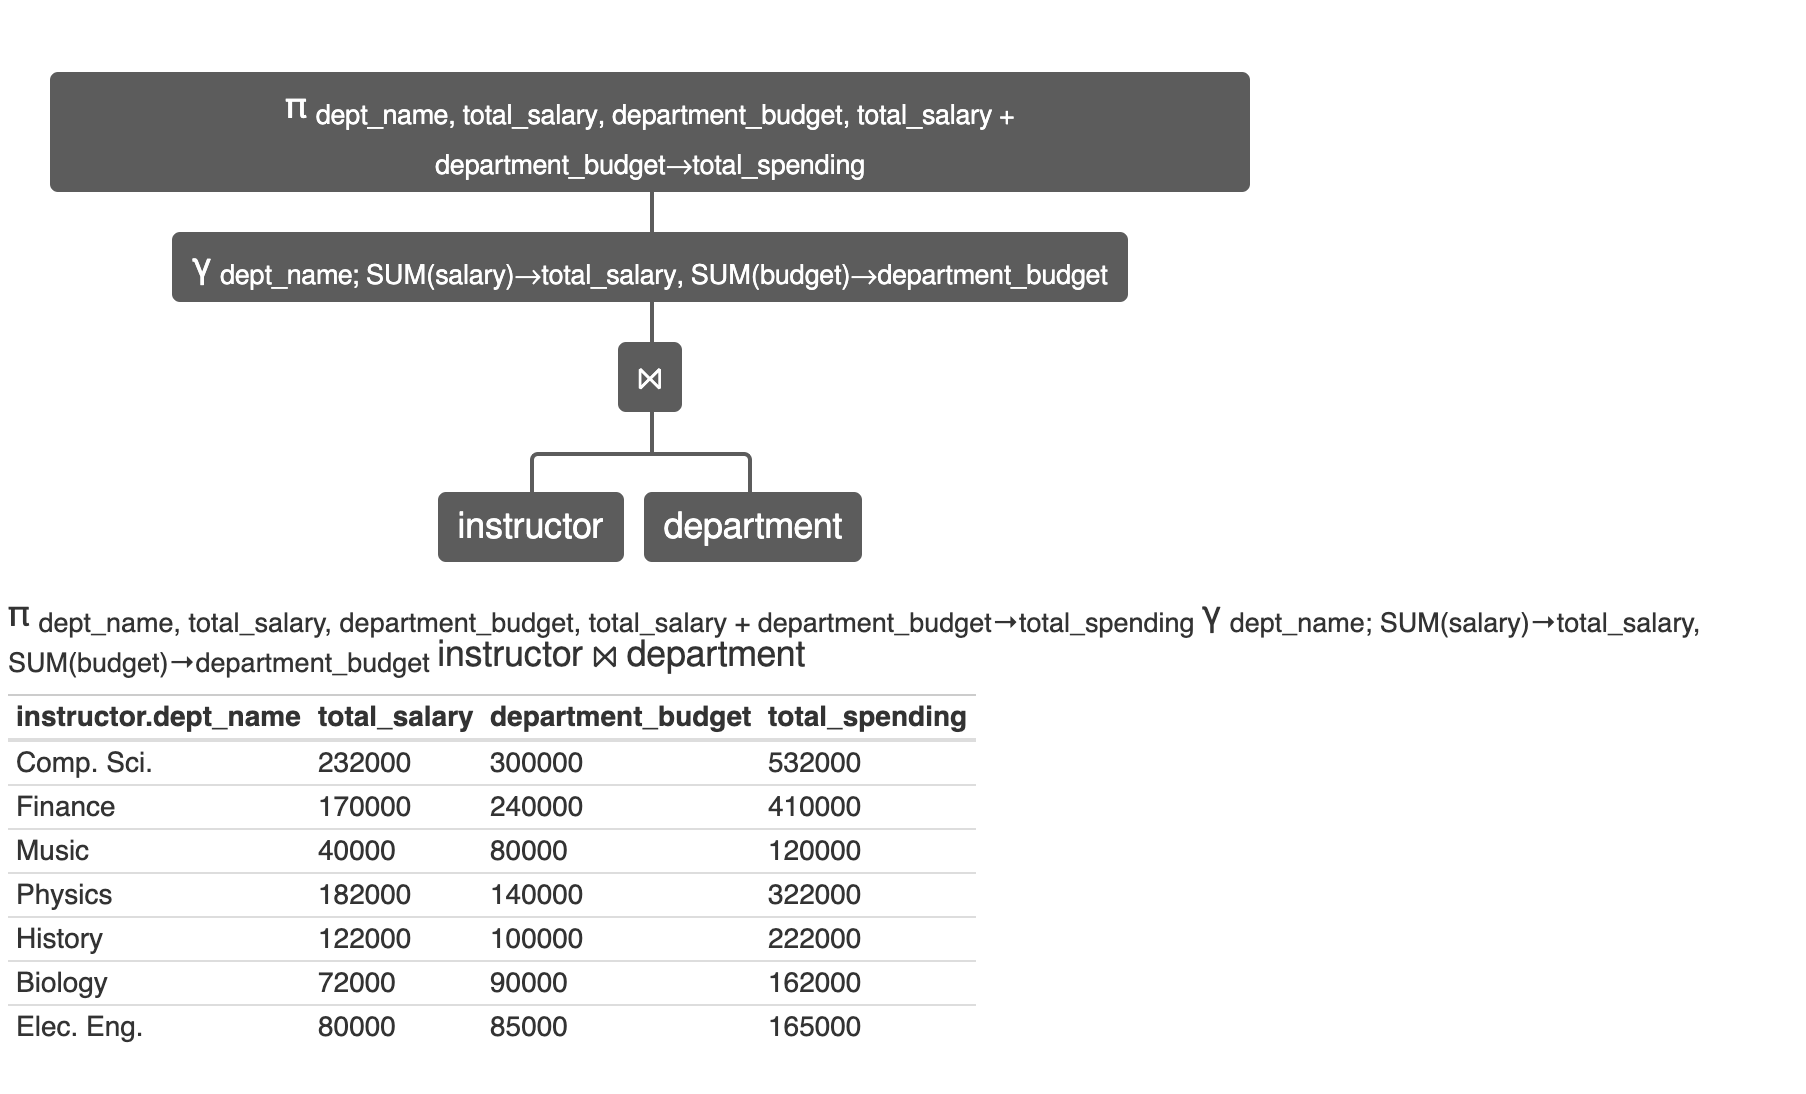 π dept_name, total_salary, department_budget, total_salary +
department_budget→total_spending
γ dept_name; SUM(salary)→total_salary, SUM(budget)→department_budget
⋈
instructor department
π dept_name, total_salary, department_budget, total_salary + department_budget→total_spending γ dept_name; SUM(salary)→total_salary,
SUM(budget)→department_budget instructor ⋈ department
instructor.dept_name total_salary department_budget total_spending
Comp. Sci. 232000 300000 532000
Finance 170000 240000 410000
Music 40000 80000 120000
Physics 182000 140000 322000
History 122000 100000 222000
Biology 72000 90000 162000
Elec. Eng. 80000 85000 165000